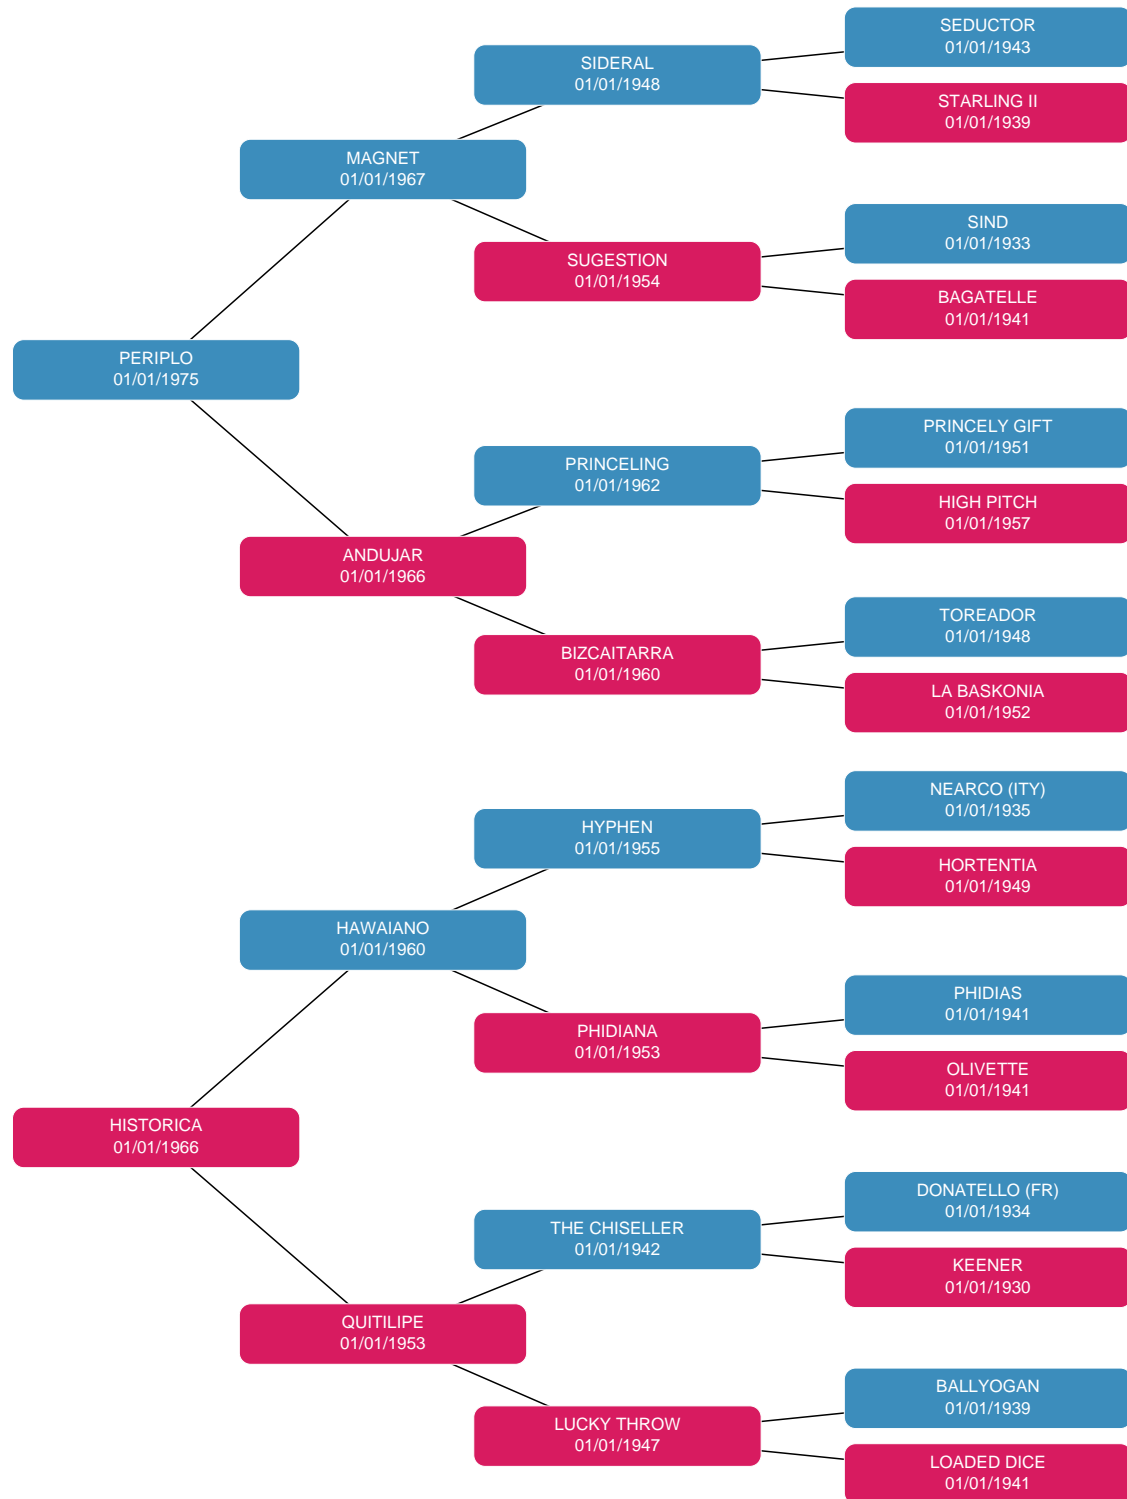 SEDUCTOR
01/01/1943
SIDERAL
01/01/1948
STARLING II
01/01/1939
MAGNET
01/01/1967
SIND
01/01/1933
SUGESTION
01/01/1954
BAGATELLE
01/01/1941
PERIPLO
01/01/1975
PRINCELY GIFT
01/01/1951
PRINCELING
01/01/1962
HIGH PITCH
01/01/1957
ANDUJAR
01/01/1966
TOREADOR
01/01/1948
BIZCAITARRA
01/01/1960
LA BASKONIA
01/01/1952
NEARCO (ITY)
01/01/1935
HYPHEN
01/01/1955
HORTENTIA
01/01/1949
HAWAIANO
01/01/1960
PHIDIAS
01/01/1941
PHIDIANA
01/01/1953
OLIVETTE
01/01/1941
HISTORICA
01/01/1966
DONATELLO (FR)
01/01/1934
THE CHISELLER
01/01/1942
KEENER
01/01/1930
QUITILIPE
01/01/1953
BALLYOGAN
01/01/1939
LUCKY THROW
01/01/1947
LOADED DICE
01/01/1941